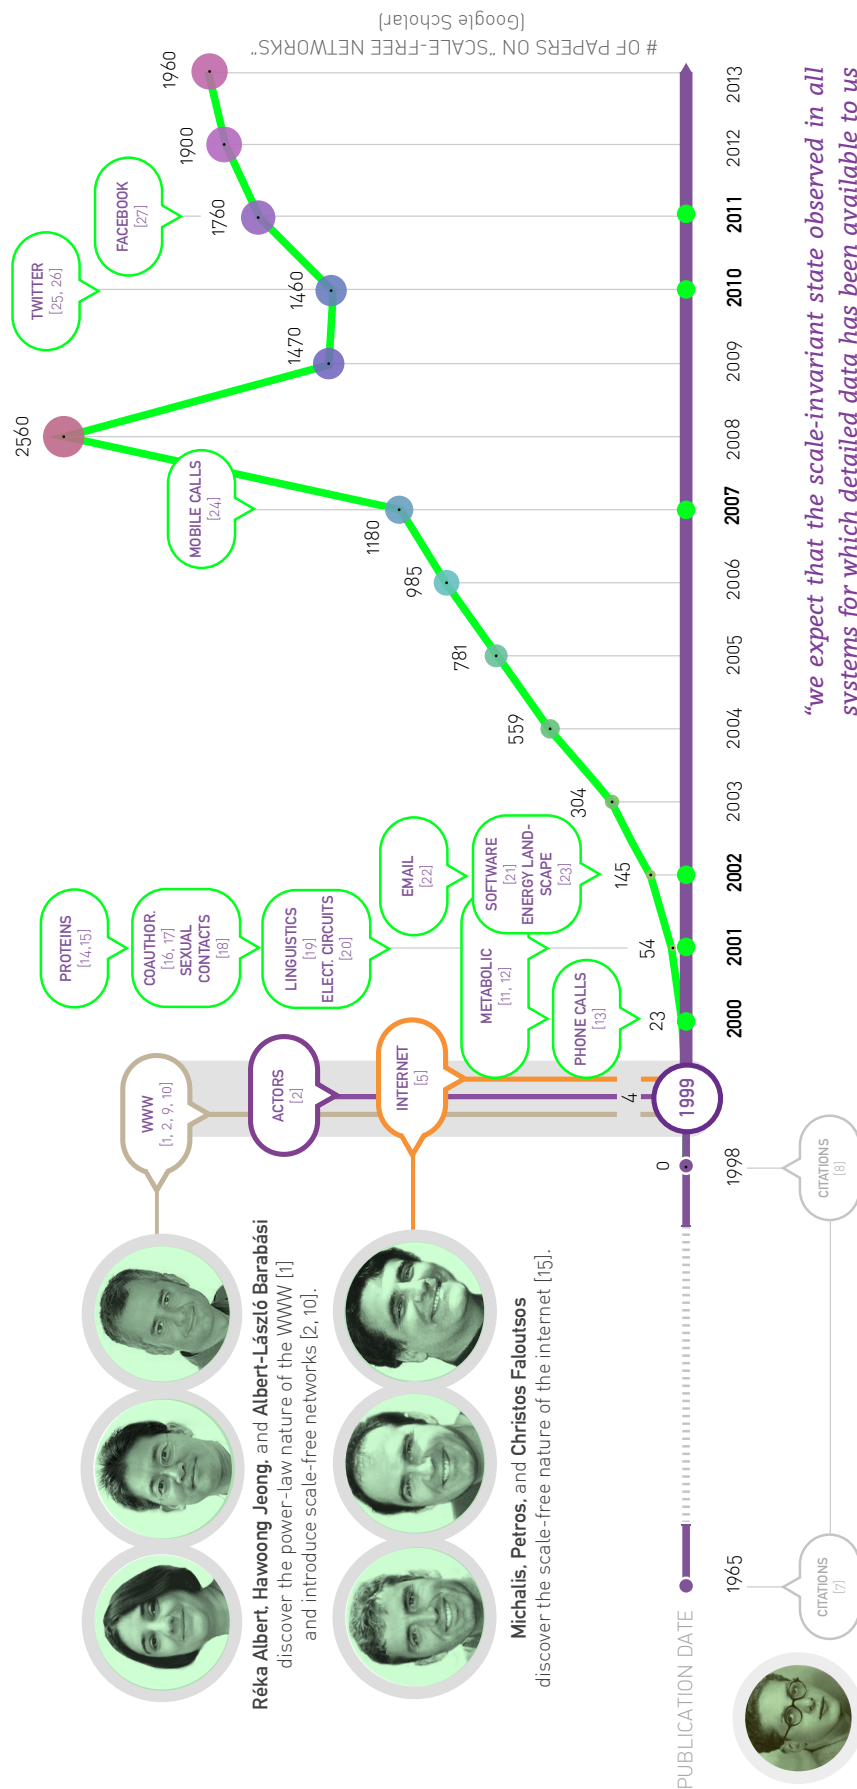 # OF PAPERS ON “SCALE-FREE NETWORKS”
(Google Scholar)
WWW
[1, 2, 9, 10]
ACTORS
[2]
INTERNET
[5]
PROTEINS
[14,15]
COAUTHOR.
[16, 17]
SEXUAL
CONTACTS
[18]
LINGUISTICS
[19]
ELECT. CIRCUITS
[20]
METABOLIC
[11, 12]
PHONE CALLS
[13]
EMAIL
[22]
SOFTWARE
[21]
ENERGY LAND-
SCAPE
[23]
MOBILE CALLS
[24]
TWITTER
[25, 26]
FACEBOOK
[27]
Réka Albert, Hawoong Jeong, and Albert-László Barabási
discover the power-law nature of the WWW [1]
and introduce scale-free networks [2, 10].
Michalis, Petros, and Christos Faloutsos
discover the scale-free nature of the internet [15].
0
4
23
54
145
304
559
781
985
1180
2560
1470
1460
1760
1900
1960
PUBLICATION DATE
1965
1998
1999
2000
2001
2002
2003
2004
2005
2006
2007
2008
2009
2010
2011
2012
2013
CITATIONS
[7]
CITATIONS
[8]
“we expect that the scale-invariant state observed in all
systems for which detailed data has been available to us